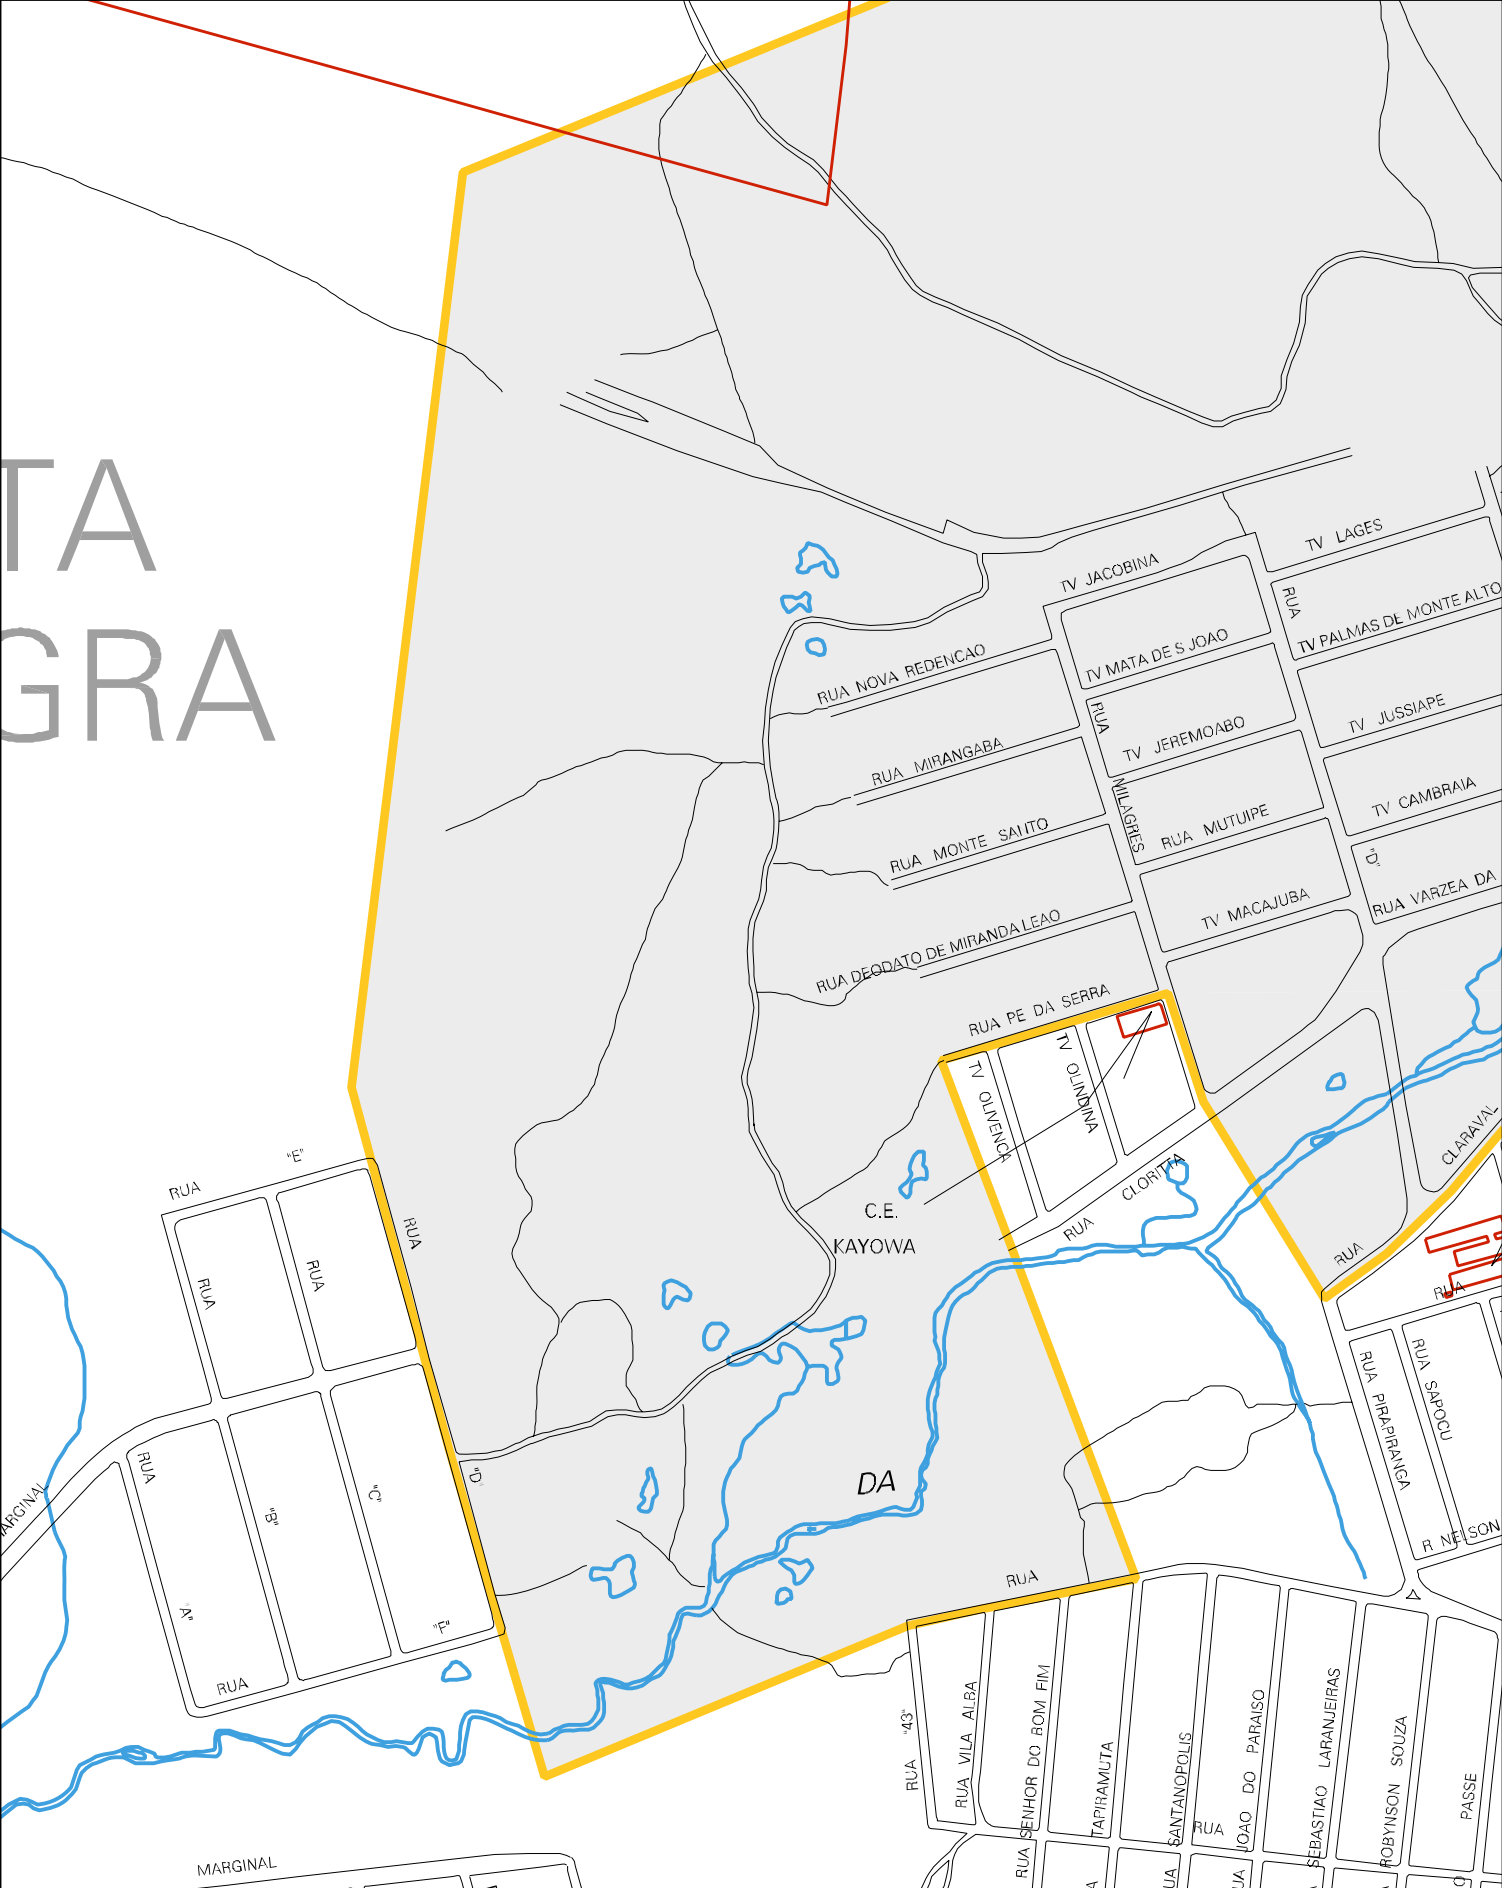 TA
GRA
TV LAGES
TV JACOBINA
RUA
TV PALMAS DE MONTE ALTO
TV MATA DE S JOAO
RUA NOVA REDENCAO
RUA
TV JUSSIAPE
TV JEREMOABO
RUA MIRANGABA
MILAGRES
TV CAMBRAIA
RUA MUTUIPE
RUA MONTE SANTO
"D"
RUA VARZEA DA
TV MACAJUBA
RUA DEODATO DE MIRANDA LEAO
RUA PE DA SERRA
TV OLIVENCA
TV OLINDINA
CLARAVAL
RUA
RUA CLORITTA
C.E.
KAYOWA
RUA "E"
RUA
RUA
RUA
RUA
RUA PIRAPIRANGA
RUA SAPOCU
RUA
MARGINAL
"B"
"C"
"D"
DA
R NELSON
RUA
"A"
"F"
RUA
RUA "43"
RUA VILA ALBA
RUA SENHOR DO BOM FIM
TAPIRAMUTA
SANTANOPOLIS
RUA
JOAO DO PARAISO
SEBASTIAO LARANJEIRAS
ROBYNSON SOUZA
PASSE
MARGINAL